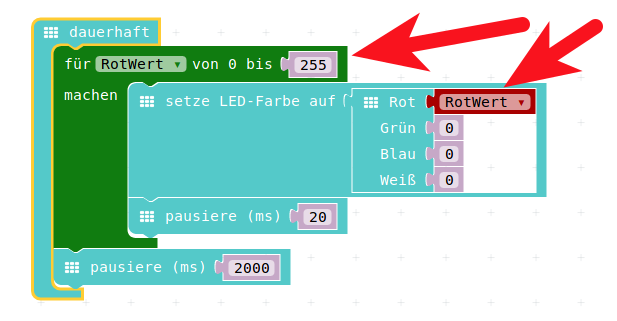 dauerhaft
für RotWert von 0 bis 255
machen setze LED-Farbe auf Rot RotWert
Grün 0
Blau 0
Weiß 0
pausiere (ms) 20
pausiere (ms) 2000